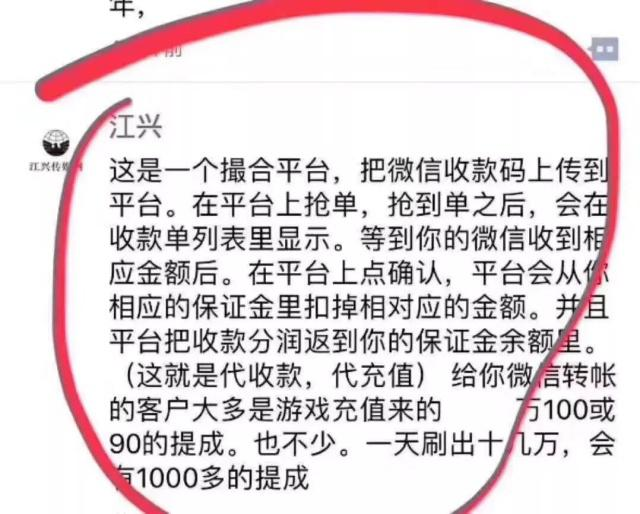 年，
前
江兴
江兴传媒网
这是一个撮合平台，把微信收款码上传到
平台。在平台上抢单，抢到单之后，会在
收款单列表里显示。等到你的微信收到相
应金额后。在平台上点确认，平台会从你
相应的保证金里扣掉相对应的金额。并且
平台把收款分润返到你的保证金余额里。
（这就是代收款，代充值） 给你微信转帐
的客户大多是游戏充值来的 万100或
90的提成。也不少。一天刷出十几万，会
有1000多的提成